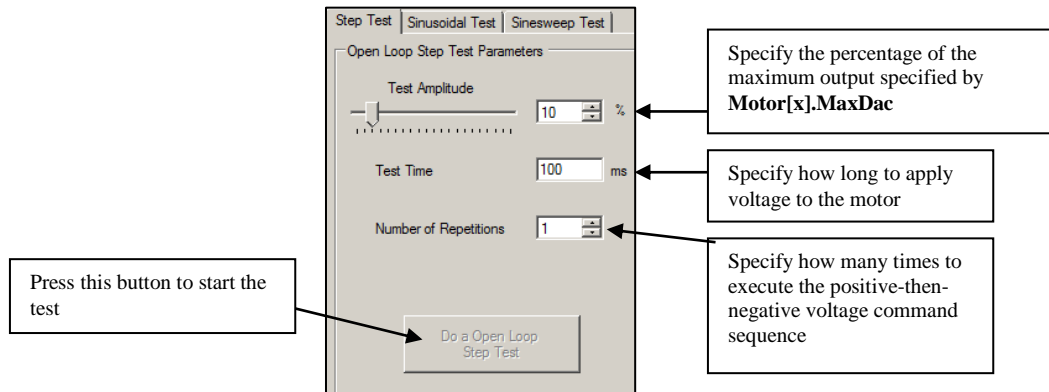 Step Test
Sinusoidal Test
Sinesweep Test
Open Loop Step Test Parameters
Test Amplitude
10
%
Test Time
100
ms
Number of Repetitions
1
Do a Open Loop
Step Test
Specify the percentage of the
maximum output specified by
Motor[x].MaxDac
Specify how long to apply
voltage to the motor
Specify how many times to
execute the positive-then-
negative voltage command
sequence
Press this button to start the
test